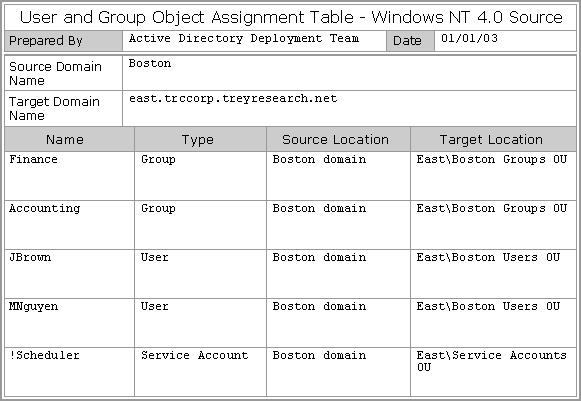 User and Group Object Assignment Table - Windows NT 4.0 Source
Prepared By Active Directory Deployment Team Date 01/01/03
Source Domain Name Boston
Target Domain Name east.trccorp.treyresearch.net
Name Type Source Location Target Location
Finance Group Boston domain East\Boston Groups OU
Accounting Group Boston domain East\Boston Groups OU
JBrown User Boston domain East\Boston Users OU
MNguyen User Boston domain East\Boston Users OU
!Scheduler Service Account Boston domain East\Service Accounts OU